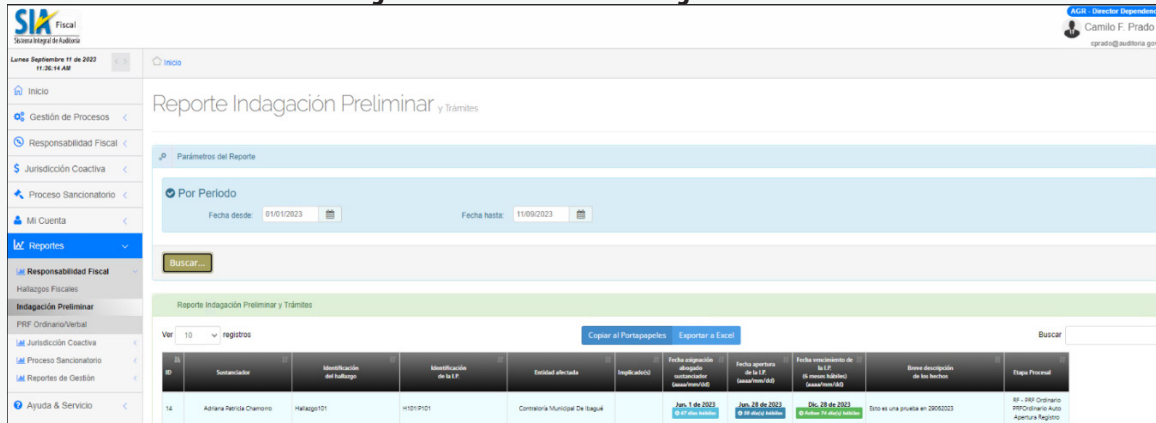 SIA Fiscal
Sistema Integral de Auditoría
AGR - Director Dependenc
Camilo F. Prado
cprado@auditoria.gov
Lunes Septiembre 11 de 2023
11:36:14 AM
Inicio
Inicio
Gestión de Procesos
Responsabilidad Fiscal
Jurisdicción Coactiva
Proceso Sancionatorio
Mi Cuenta
Reportes
Responsabilidad Fiscal
Hallazgos Fiscales
Indagación Preliminar
PRF Ordinario/Verbal
Jurisdicción Coactiva
Proceso Sancionatorio
Reportes de Gestión
Ayuda & Servicio
Reporte Indagación Preliminar y Trámites
Parámetros del Reporte
Por Periodo
Fecha desde: 01/01/2023 Fecha hasta: 11/09/2023
Buscar...
Reporte Indagación Preliminar y Trámites
Ver 10 registros Copiar al Portapapeles Exportar a Excel Buscar
ID Sustanciador Identificación del hallazgo Identificación de la I.P. Entidad afectada Implicado(s) Fecha asignación abogado sustanciador (aaaa/mm/dd) Fecha apertura de la I.P. (aaaa/mm/dd) Fecha vencimiento de la I.P. (6 meses hábiles) (aaaa/mm/dd) Breve descripción de los hechos Etapa Procesal
14 Adriana Patricia Chamorro Hallazgo101 H101IP101 Contraloría Municipal De Ibagué Jun. 1 de 2023 Jun. 28 de 2023 Dic. 28 de 2023 Esto es una prueba en 29062023 RF - PRF Ordinario PRFOrdinario Auto Apertura Registro